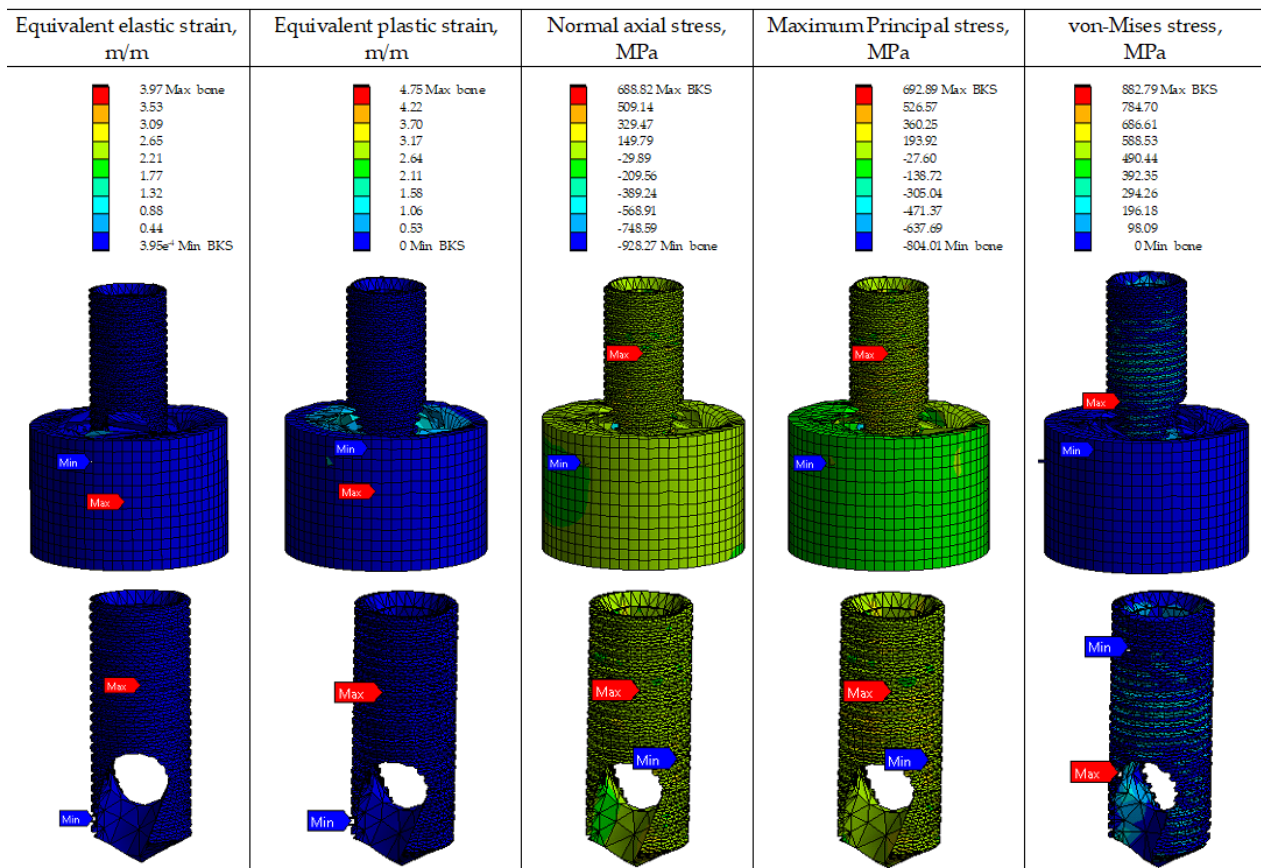 Equivalent elastic strain,
m/m
Equivalent plastic strain,
m/m
Normal axial stress,
MPa
Maximum Principal stress,
MPa
von-Mises stress,
MPa
3.97 Max bone
3.53
3.09
2.65
2.21
1.77
1.32
0.88
0.44
3.95e⁻⁴ Min BKS
4.75 Max bone
4.22
3.70
3.17
2.64
2.11
1.58
1.06
0.53
0 Min BKS
688.82 Max BKS
509.14
329.47
149.79
-29.89
-209.56
-389.24
-568.91
-748.59
-928.27 Min bone
692.89 Max BKS
526.57
360.25
193.92
-27.60
-138.72
-305.04
-471.37
-637.69
-804.01 Min bone
882.79 Max BKS
784.70
686.61
588.53
490.44
392.35
294.26
196.18
98.09
0 Min bone
Min
Max
Min
Max
Max
Min
Max
Min
Max
Min
Max
Min
Max
Min
Max
Min
Max
Min
Min
Max